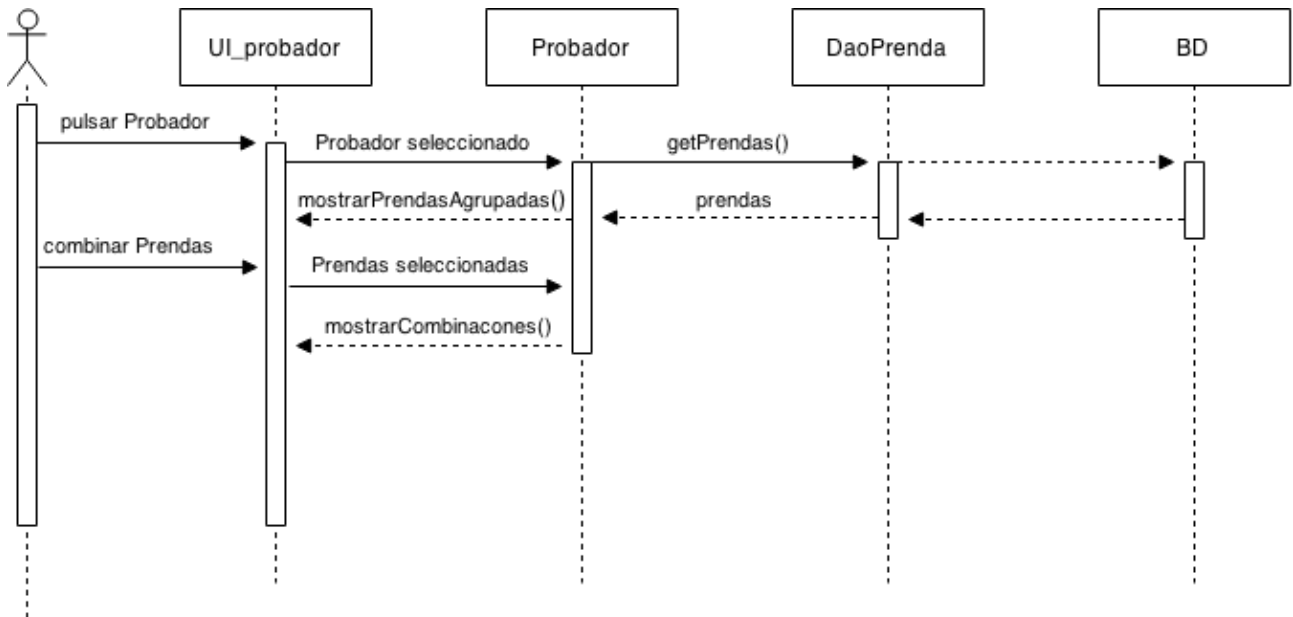 UI_probador
Probador
DaoPrenda
BD
pulsar Probador
Probador seleccionado
getPrendas()
mostrarPrendasAgrupadas()
prendas
combinar Prendas
Prendas seleccionadas
mostrarCombinacones()